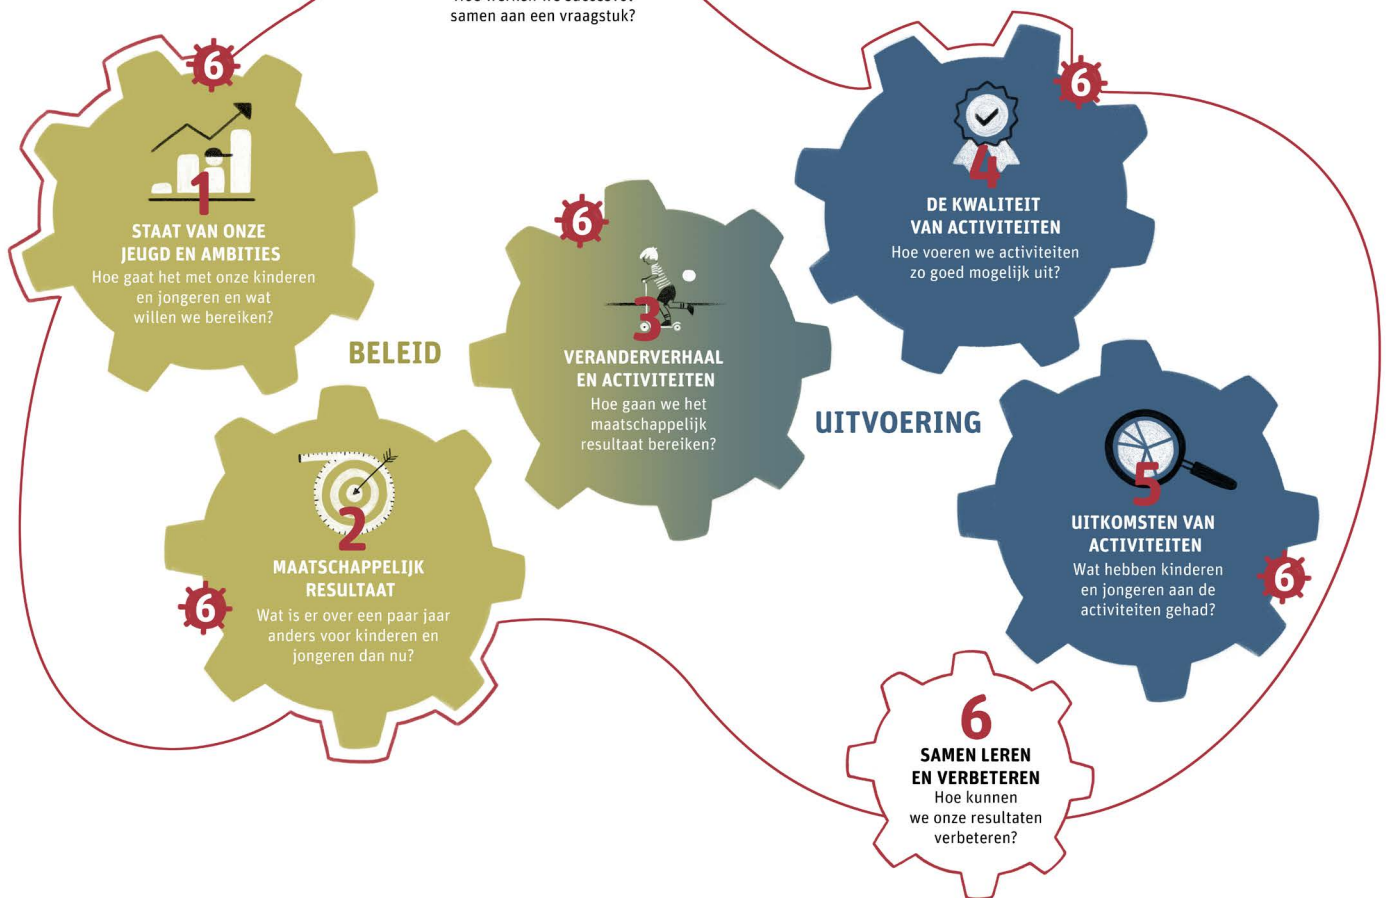 samen aan een vraagstuk?
6
1
STAAT VAN ONZE
JEUGD EN AMBITIES
Hoe gaat het met onze kinderen
en jongeren en wat
willen we bereiken?
BELEID
6
2
MAATSCHAPPELIJK
RESULTAAT
Wat is er over een paar jaar
anders voor kinderen en
jongeren dan nu?
6
3
VERANDERVERHAAL
EN ACTIVITEITEN
Hoe gaan we het
maatschappelijk
resultaat bereiken?
UITVOERING
6
4
DE KWALITEIT
VAN ACTIVITEITEN
Hoe voeren we activiteiten
zo goed mogelijk uit?
6
5
UITKOMSTEN VAN
ACTIVITEITEN
Wat hebben kinderen
en jongeren aan de
activiteiten gehad?
6
SAMEN LEREN
EN VERBETEREN
Hoe kunnen
we onze resultaten
verbeteren?